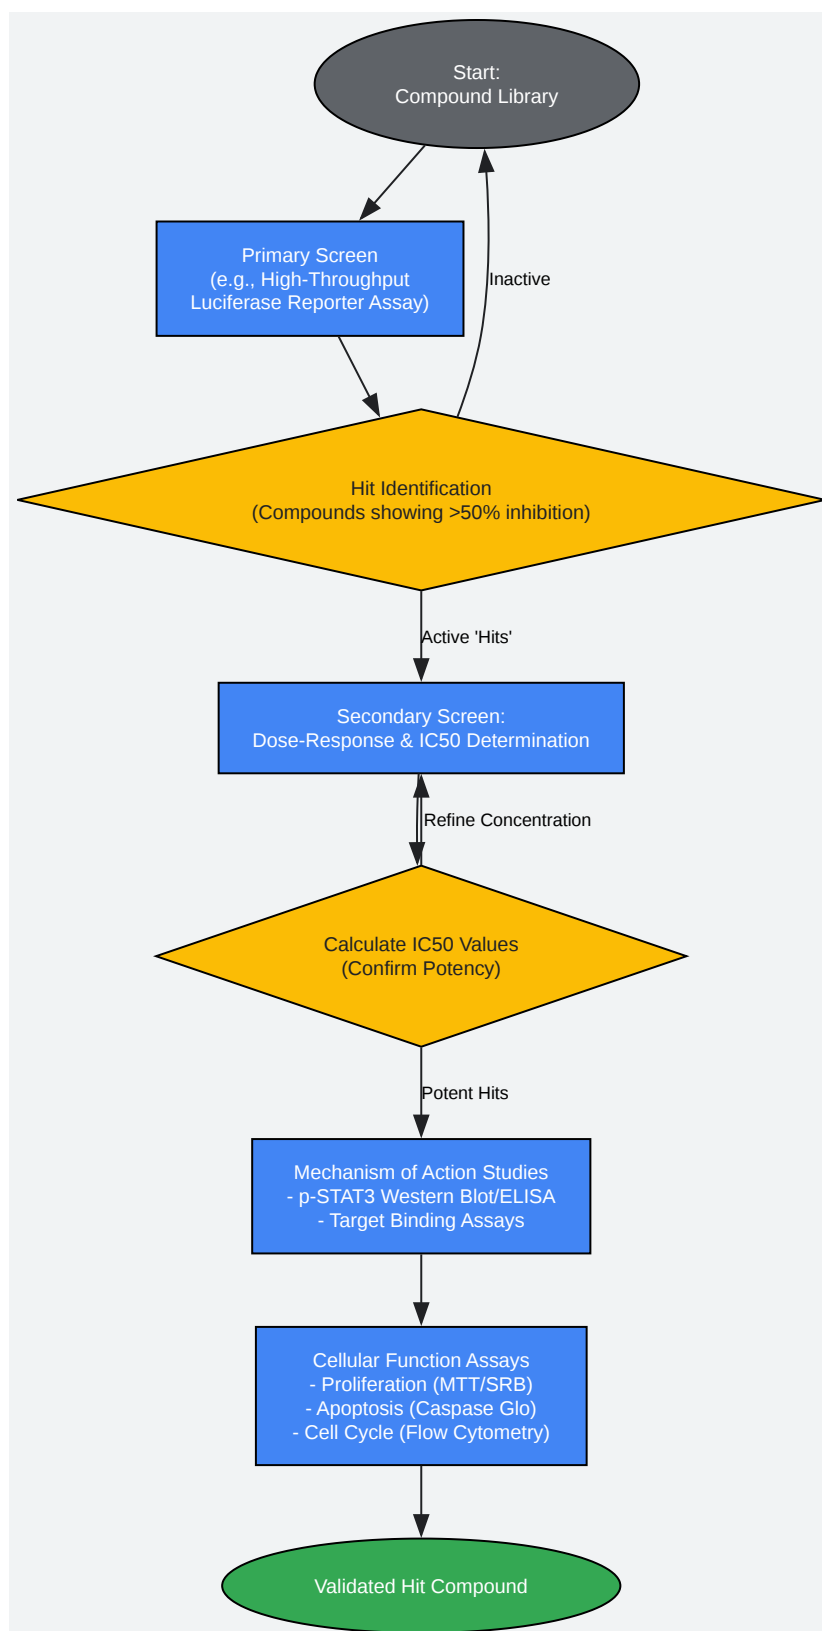 Start:
Compound Library
Primary Screen
(e.g., High-Throughput
Luciferase Reporter Assay)
Inactive
Hit Identification
(Compounds showing >50% inhibition)
Active 'Hits'
Secondary Screen:
Dose-Response & IC50 Determination
Refine Concentration
Calculate IC50 Values
(Confirm Potency)
Potent Hits
Mechanism of Action Studies
- p-STAT3 Western Blot/ELISA
- Target Binding Assays
Cellular Function Assays
- Proliferation (MTT/SRB)
- Apoptosis (Caspase Glo)
- Cell Cycle (Flow Cytometry)
Validated Hit Compound